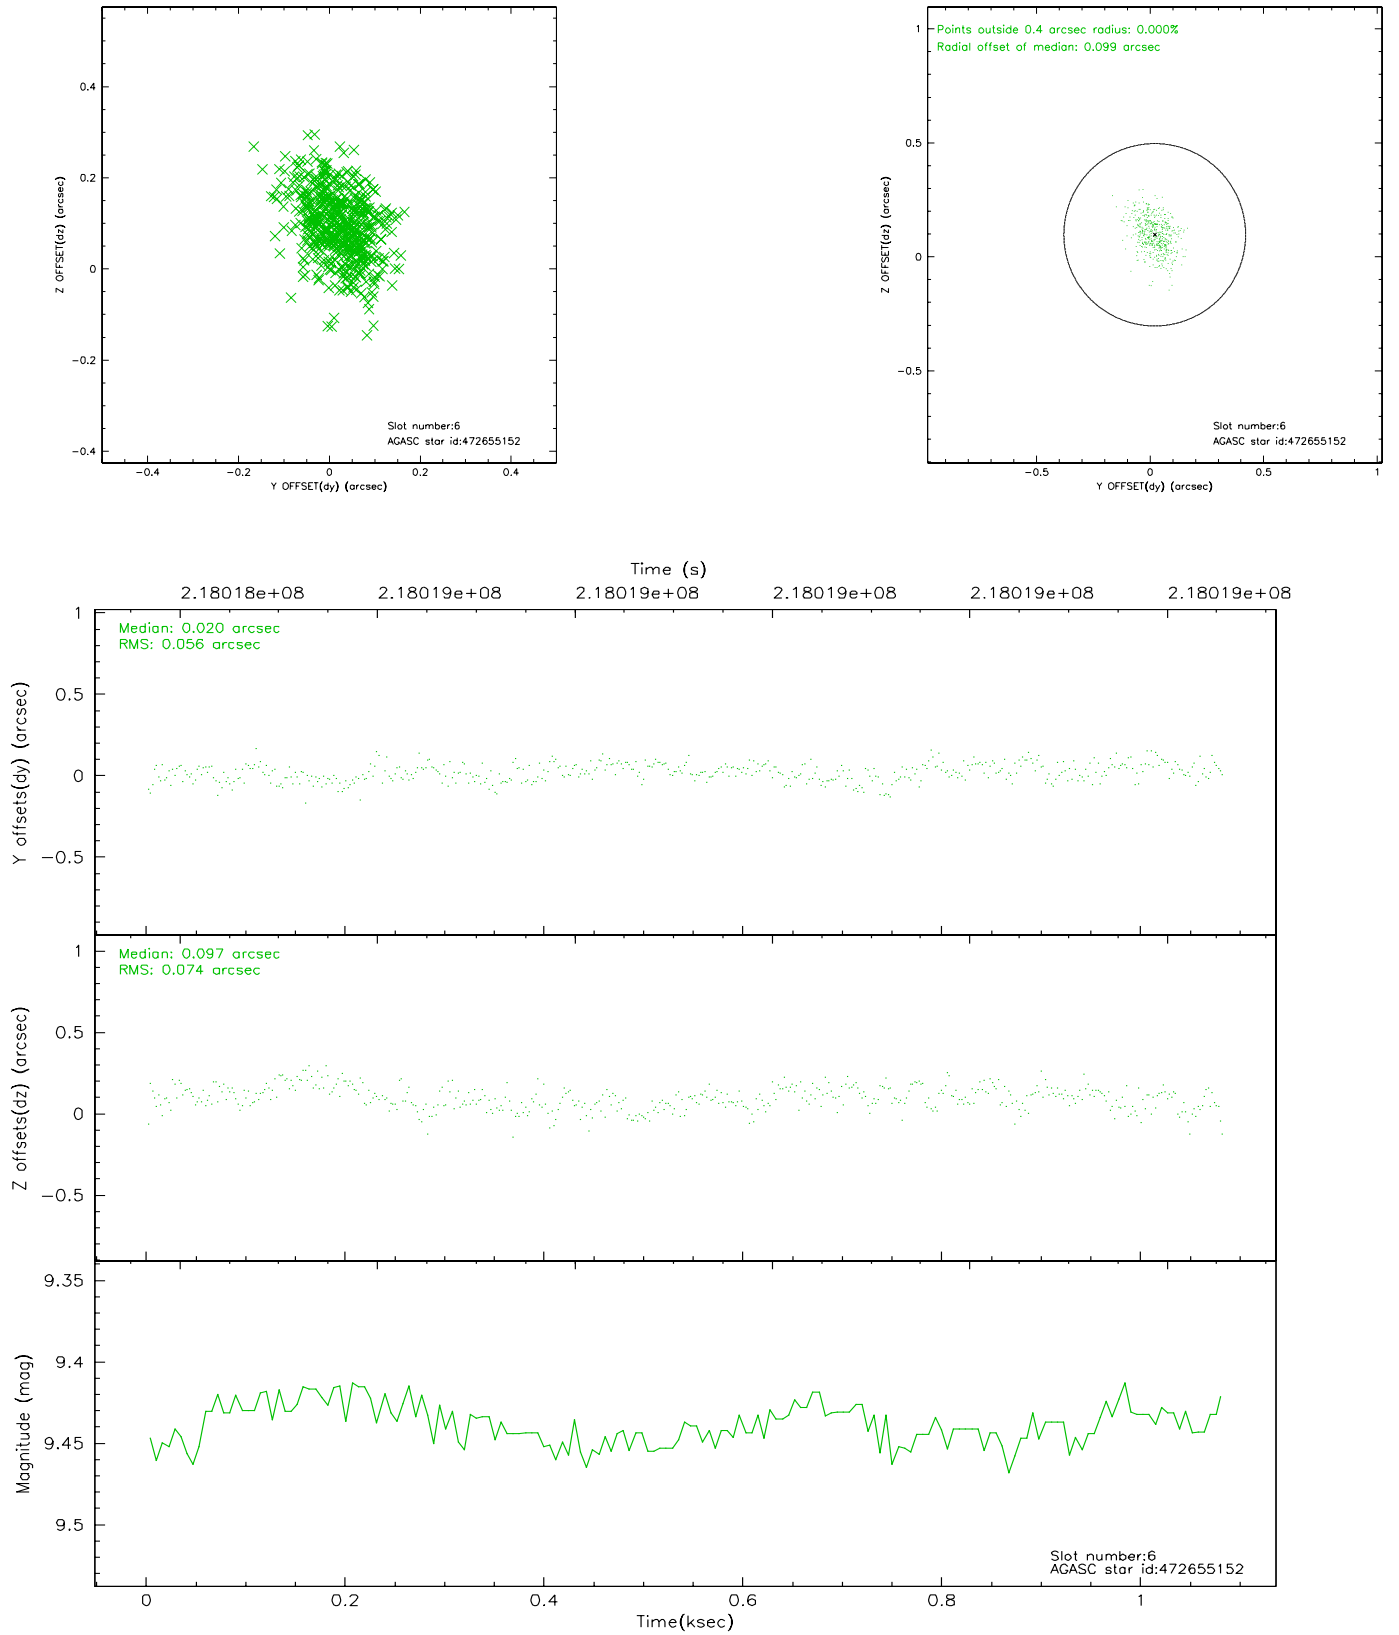 0.4
0.2
0
−0.2
−0.4
Z OFFSET(dz) (arcsec)
Slot number:6
AGASC star id:472655152
−0.4 −0.2 0 0.2 0.4
Y OFFSET(dy) (arcsec)
Points outside 0.4 arcsec radius: 0.000%
Radial offset of median: 0.099 arcsec
1
0.5
0
−0.5
Z OFFSET(dz) (arcsec)
Slot number:6
AGASC star id:472655152
−0.5 0 0.5 1
Y OFFSET(dy) (arcsec)
Time (s)
2.18018e+08 2.18019e+08 2.18019e+08 2.18019e+08 2.18019e+08 2.18019e+08
Median: 0.020 arcsec
RMS: 0.056 arcsec
1
0.5
0
−0.5
Y offsets(dy) (arcsec)
Median: 0.097 arcsec
RMS: 0.074 arcsec
1
0.5
0
−0.5
Z offsets(dz) (arcsec)
9.35
9.4
9.45
9.5
Magnitude (mag)
Slot number:6
AGASC star id:472655152
0 0.2 0.4 0.6 0.8 1
Time(ksec)